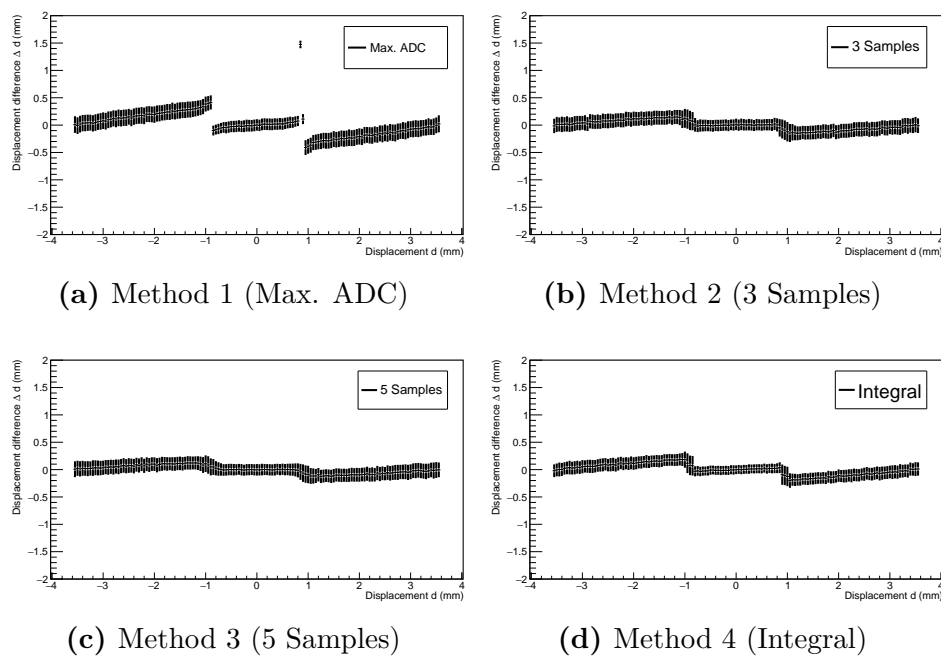 Displacement difference Δ d (mm)
2
1.5
1
0.5
0
−0.5
−1
−1.5
−2
Max. ADC
−4 −3 −2 −1 0 1 2 3 4
Displacement d (mm)
(a) Method 1 (Max. ADC)
Displacement difference Δ d (mm)
2
1.5
1
0.5
0
−0.5
−1
−1.5
−2
3 Samples
−4 −3 −2 −1 0 1 2 3 4
Displacement d (mm)
(b) Method 2 (3 Samples)
Displacement difference Δ d (mm)
2
1.5
1
0.5
0
−0.5
−1
−1.5
−2
5 Samples
−4 −3 −2 −1 0 1 2 3 4
Displacement d (mm)
(c) Method 3 (5 Samples)
Displacement difference Δ d (mm)
2
1.5
1
0.5
0
−0.5
−1
−1.5
−2
Integral
−4 −3 −2 −1 0 1 2 3 4
Displacement d (mm)
(d) Method 4 (Integral)